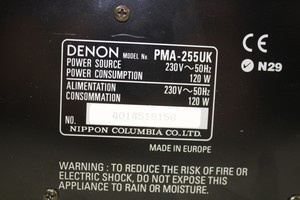 DENON MODEL No PMA-255UK
POWER SOURCE 230V~50Hz
POWER CONSUMPTION 120 W
ALIMENTATION 230V~50Hz
CONSOMMATION 120 W
NO. 4014518150
NIPPON COLUMBIA CO. LTD.
MADE IN EUROPE
CE
N29
WARNING : TO REDUCE THE RISK OF FIRE OR
ELECTRIC SHOCK, DO NOT EXPOSE THIS
APPLIANCE TO RAIN OR MOISTURE.